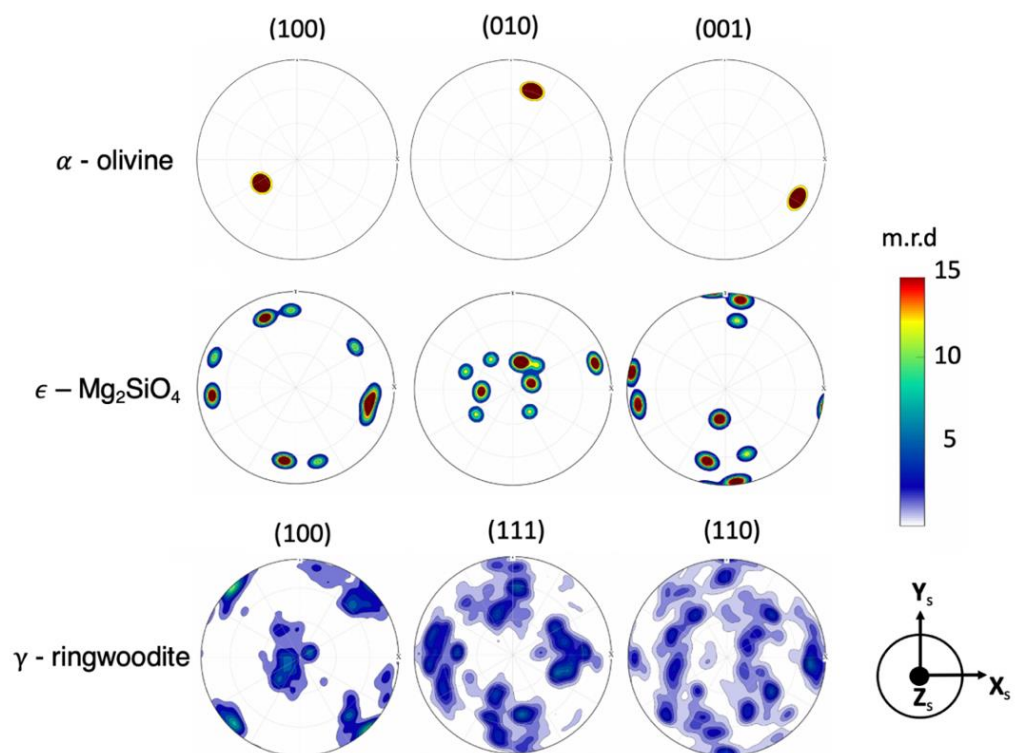 (100) (010) (001)
α - olivine
m.r.d
15
10
5
ϵ – Mg₂SiO₄
(100) (111) (110)
γ - ringwoodite
Yₛ
Xₛ
Zₛ